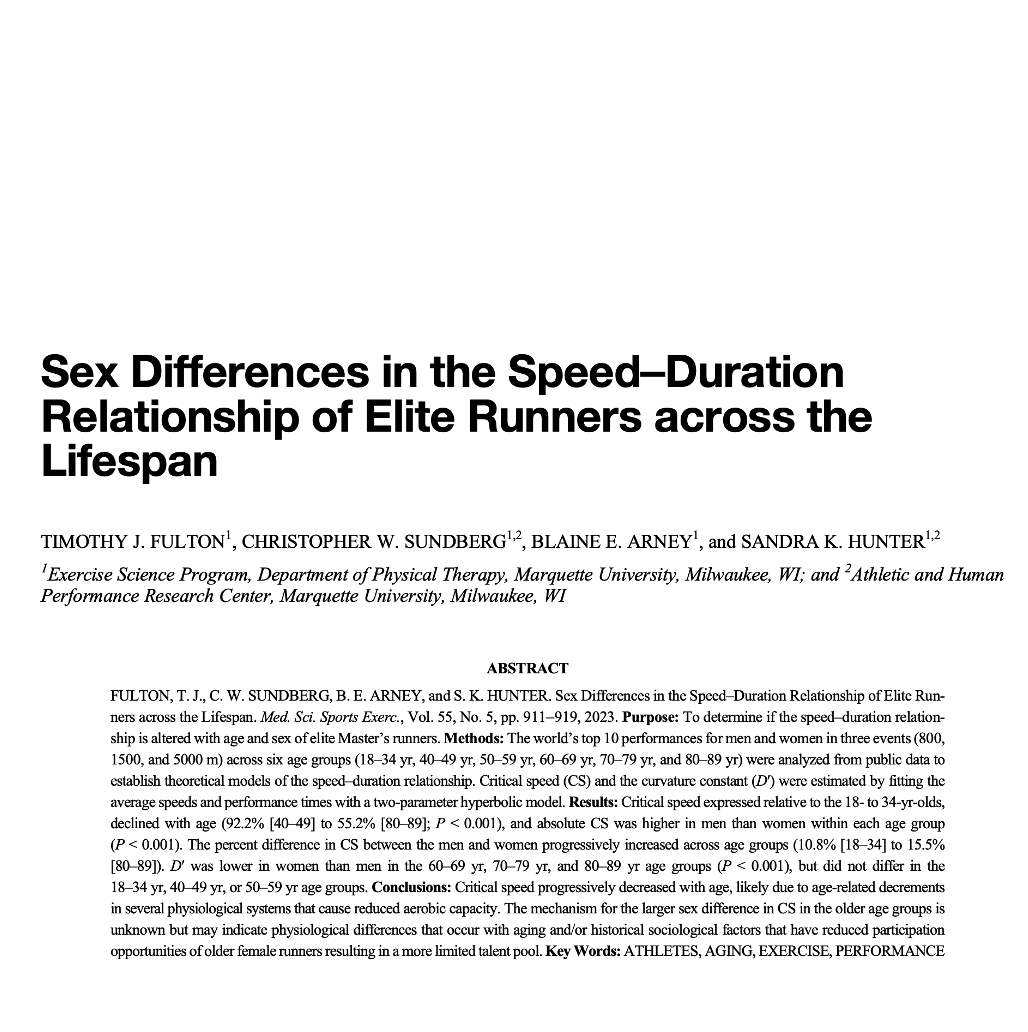 Sex Differences in the Speed–Duration
Relationship of Elite Runners across the
Lifespan
TIMOTHY J. FULTON1, CHRISTOPHER W. SUNDBERG1,2, BLAINE E. ARNEY1, and SANDRA K. HUNTER1,2
1Exercise Science Program, Department of Physical Therapy, Marquette University, Milwaukee, WI; and 2Athletic and Human
Performance Research Center, Marquette University, Milwaukee, WI
ABSTRACT
FULTON, T. J., C. W. SUNDBERG, B. E. ARNEY, and S. K. HUNTER. Sex Differences in the Speed–Duration Relationship of Elite Run-
ners across the Lifespan. Med. Sci. Sports Exerc., Vol. 55, No. 5, pp. 911–919, 2023. Purpose: To determine if the speed–duration relation-
ship is altered with age and sex of elite Master’s runners. Methods: The world’s top 10 performances for men and women in three events (800,
1500, and 5000 m) across six age groups (18–34 yr, 40–49 yr, 50–59 yr, 60–69 yr, 70–79 yr, and 80–89 yr) were analyzed from public data to
establish theoretical models of the speed–duration relationship. Critical speed (CS) and the curvature constant (D′) were estimated by fitting the
average speeds and performance times with a two-parameter hyperbolic model. Results: Critical speed expressed relative to the 18- to 34-yr-olds,
declined with age (92.2% [40–49] to 55.2% [80–89]; P < 0.001), and absolute CS was higher in men than women within each age group
(P < 0.001). The percent difference in CS between the men and women progressively increased across age groups (10.8% [18–34] to 15.5%
[80–89]). D′ was lower in women than men in the 60–69 yr, 70–79 yr, and 80–89 yr age groups (P < 0.001), but did not differ in the
18–34 yr, 40–49 yr, or 50–59 yr age groups. Conclusions: Critical speed progressively decreased with age, likely due to age-related decrements
in several physiological systems that cause reduced aerobic capacity. The mechanism for the larger sex difference in CS in the older age groups is
unknown but may indicate physiological differences that occur with aging and/or historical sociological factors that have reduced participation
opportunities of older female runners resulting in a more limited talent pool. Key Words: ATHLETES, AGING, EXERCISE, PERFORMANCE